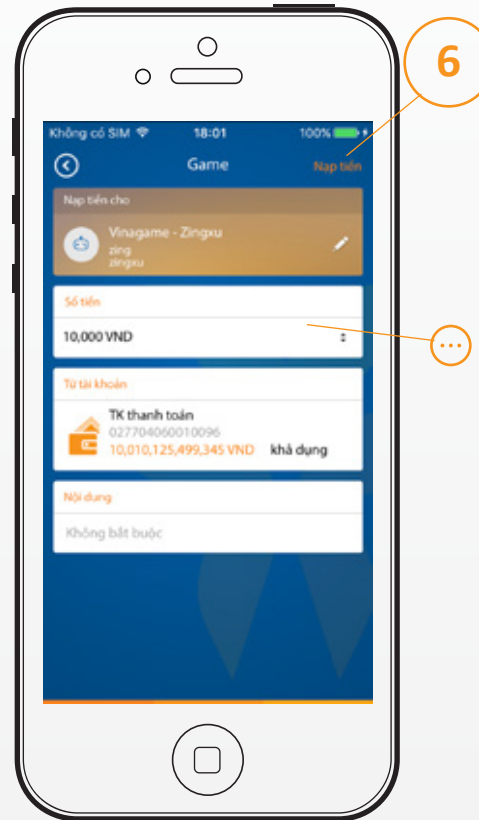 6
Không có SIM 18:01 100%
Game Nạp tiền
Nạp tiền cho
Vinagame - Zingxu
zing
zingxu
Số tiền
10,000 VND
...
Từ tài khoản
TK thanh toán
027704060010096
10,010,125,499,345 VND khả dụng
Nội dung
Không bắt buộc